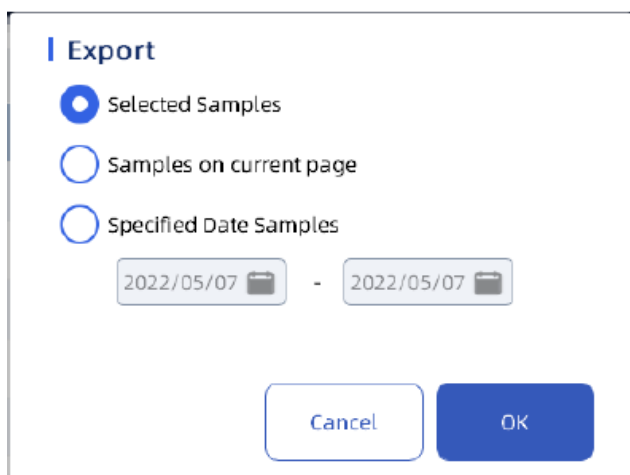 Export
Selected Samples
Samples on current page
Specified Date Samples
2022/05/07 - 2022/05/07
Cancel OK